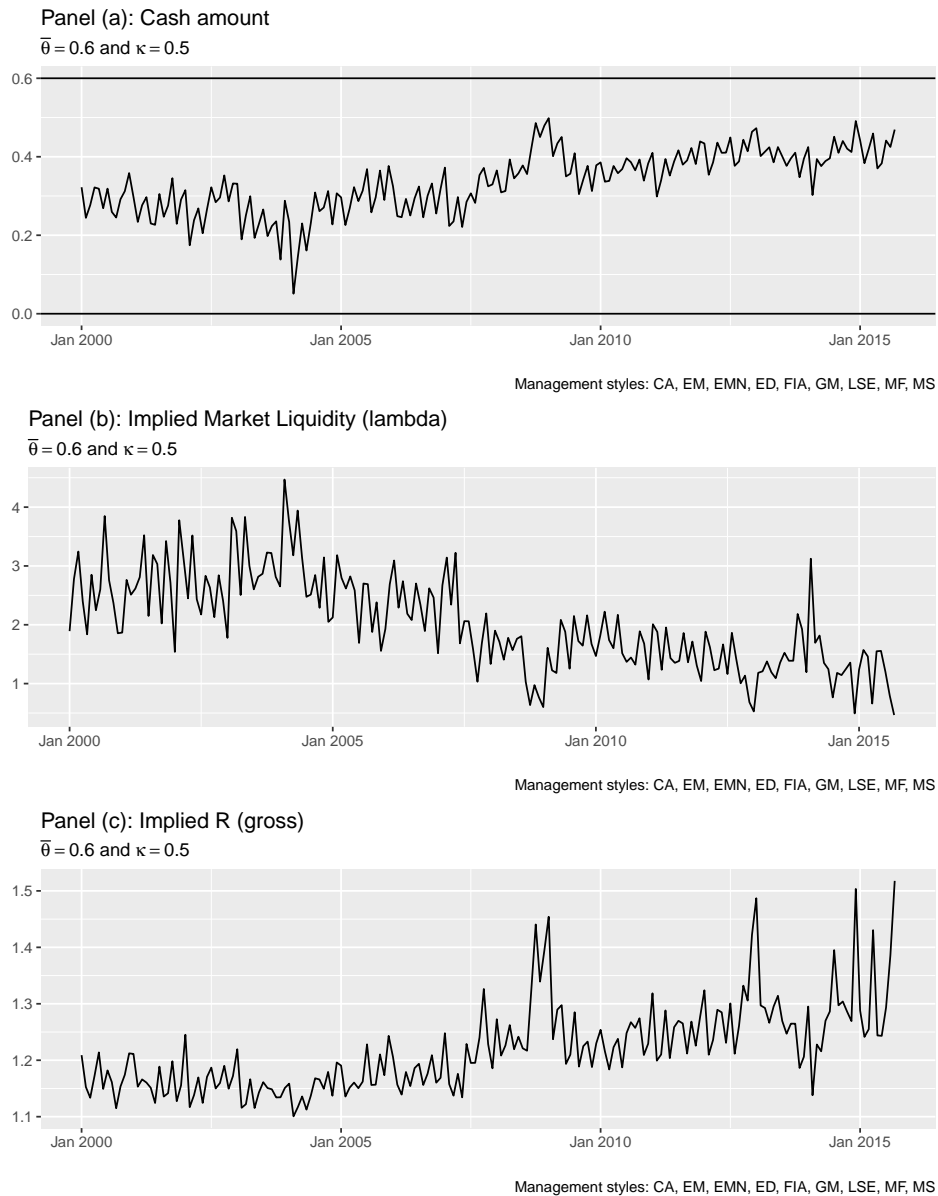 Panel (a): Cash amount
θ̅ = 0.6 and κ = 0.5
0.6
0.4
0.2
0.0
Jan 2000 Jan 2005 Jan 2010 Jan 2015
Management styles: CA, EM, EMN, ED, FIA, GM, LSE, MF, MS
Panel (b): Implied Market Liquidity (lambda)
θ̅ = 0.6 and κ = 0.5
4
3
2
1
Jan 2000 Jan 2005 Jan 2010 Jan 2015
Management styles: CA, EM, EMN, ED, FIA, GM, LSE, MF, MS
Panel (c): Implied R (gross)
θ̅ = 0.6 and κ = 0.5
1.5
1.4
1.3
1.2
1.1
Jan 2000 Jan 2005 Jan 2010 Jan 2015
Management styles: CA, EM, EMN, ED, FIA, GM, LSE, MF, MS